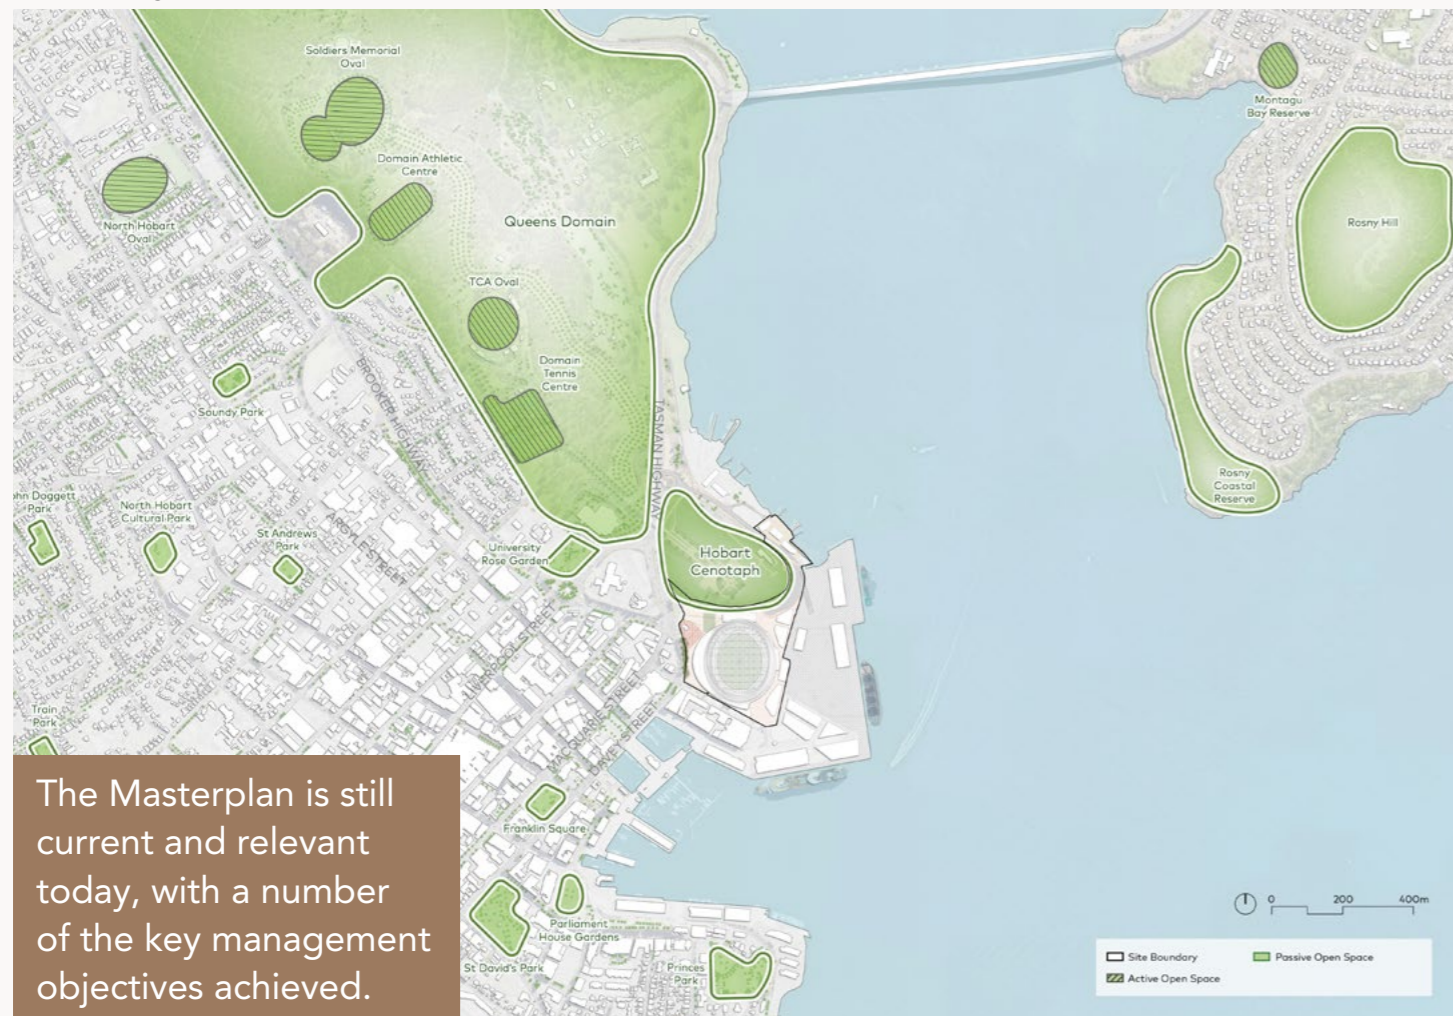 Soldiers Memorial
Oval
Montagu
Bay Reserve
Domain Athletic
Centre
North Hobart
Oval
Queens Domain
Rosny Hill
TCA Oval
Domain
Tennis
Centre
BROOKER HIGHWAY
Soundy Park
TASMAN HIGHWAY
Rosny
Coastal
Reserve
hn Doggett
Park
North Hobart
Cultural Park
St Andrews
Park
ARGYLE STREET
University
Rose Garden
Hobart
Cenotaph
LIVERPOOL STREET
MACQUARIE STREET
DAVEY STREET
Train
Park
The Masterplan is still
current and relevant
today, with a number
of the key management
objectives achieved.
Franklin Square
Parliament
House Gardens
St David's Park
Princes
Park
0 200 400m
Site Boundary
Passive Open Space
Active Open Space